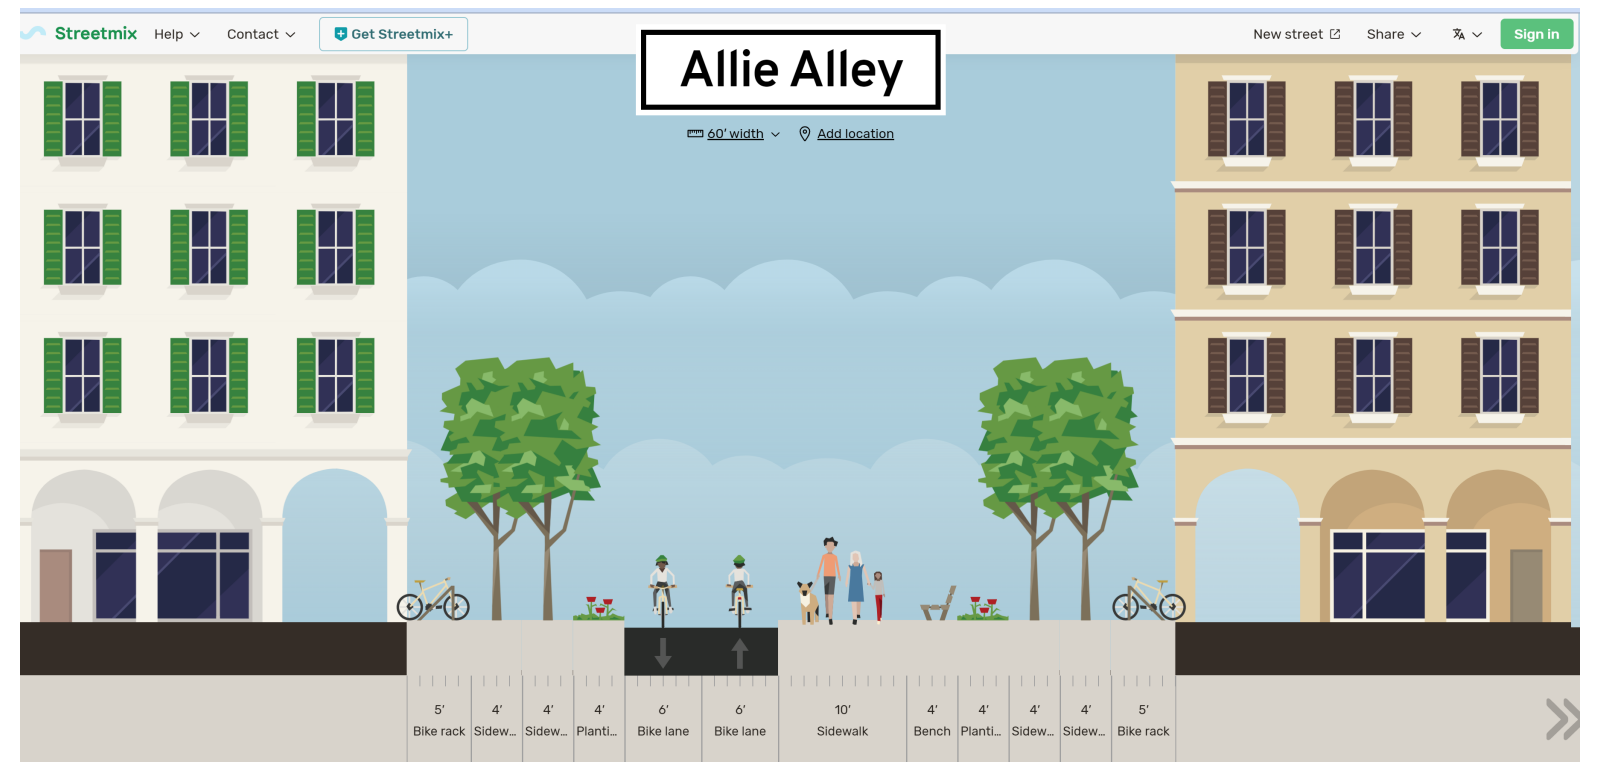 Streetmix Help Contact Get Streetmix+ New street Share Sign in
Allie Alley
60′ width Add location
5′ 4′ 4′ 4′ 6′ 6′ 10′ 4′ 4′ 4′ 4′ 5′
Bike rack Sidew... Sidew... Planti... Bike lane Bike lane Sidewalk Bench Planti... Sidew... Sidew... Bike rack